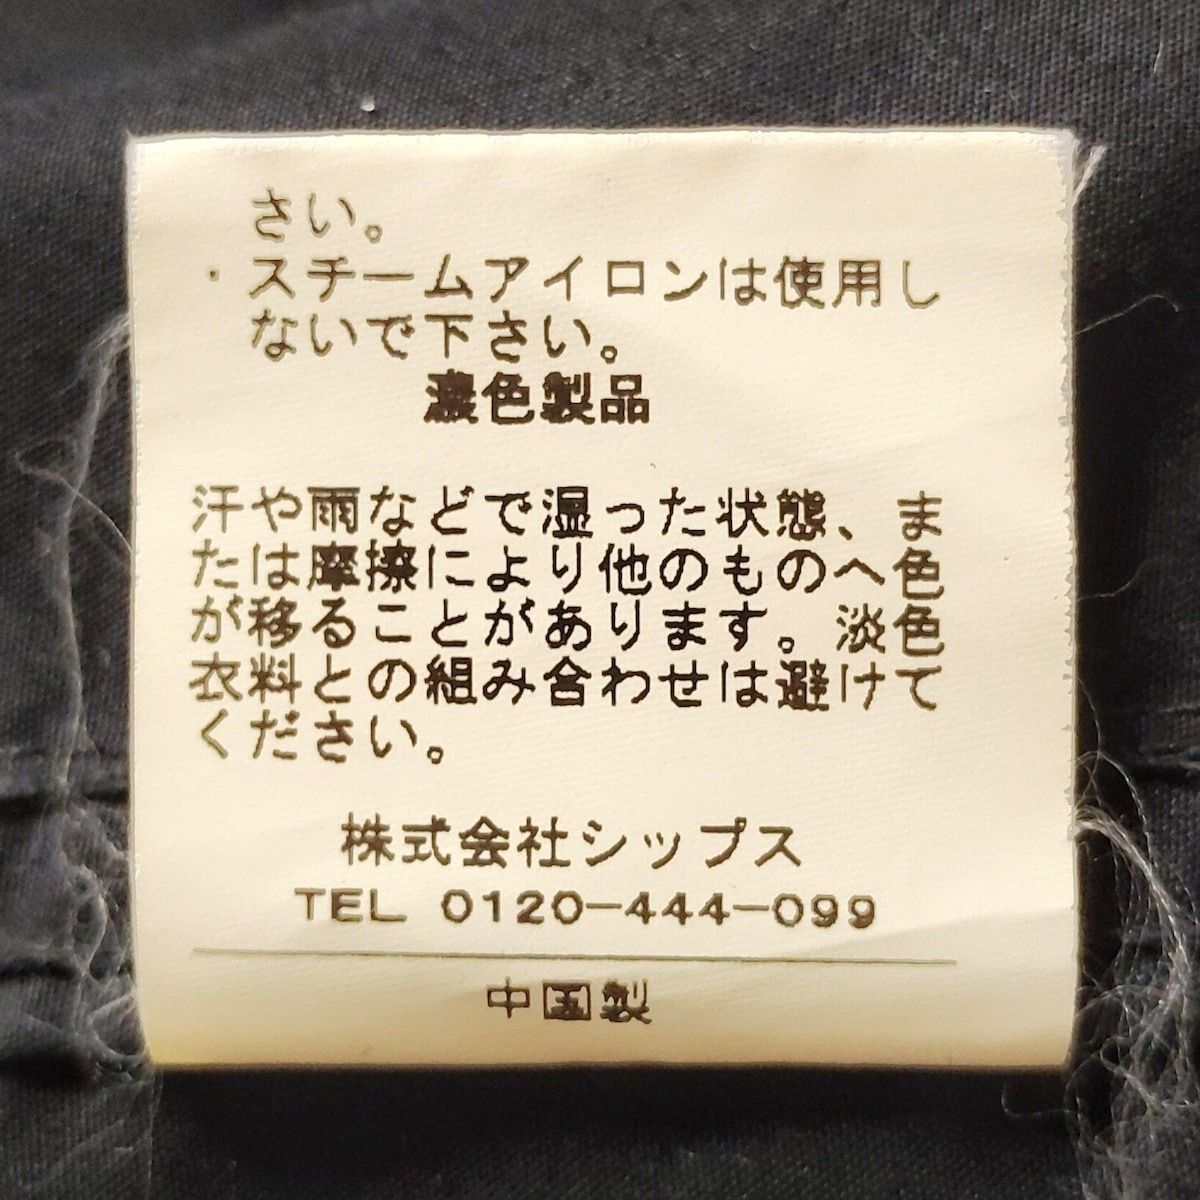 さい。
・スチームアイロンは使用し
ないで下さい。
濃色製品
汗や雨などで湿った状態、ま
たは摩擦により他のものへ色
が移ることがあります。淡色
衣料との組み合わせは避けて
ください。
株式会社シップス
TEL 0120-444-099
中国製